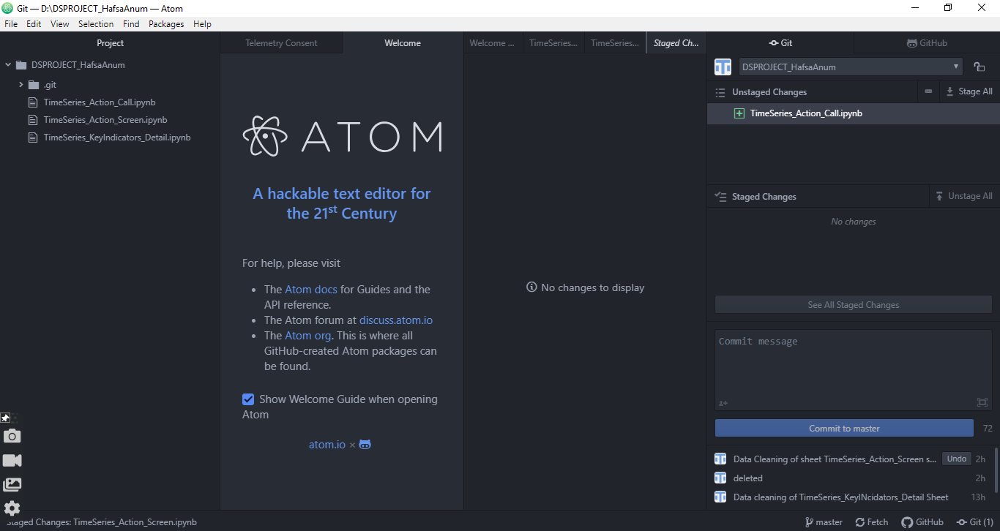 Git — D:\DSPROJECT_HafsaAnum — Atom
File Edit View Selection Find Packages Help
Project
DSPROJECT_HafsaAnum
.git
TimeSeries_Action_Call.ipynb
TimeSeries_Action_Screen.ipynb
TimeSeries_KeyIndicators_Detail.ipynb
Telemetry Consent
Welcome
ATOM
A hackable text editor for
the 21st Century
For help, please visit
• The Atom docs for Guides and the
API reference.
• The Atom forum at discuss.atom.io
• The Atom org. This is where all
GitHub-created Atom packages can
be found.
Show Welcome Guide when opening
Atom
atom.io ×
Welcome ...
TimeSeries...
TimeSeries...
Staged Ch...
No changes to display
Git
GitHub
DSPROJECT_HafsaAnum
Unstaged Changes
Stage All
TimeSeries_Action_Call.ipynb
Staged Changes
Unstage All
No changes
See All Staged Changes
Commit message
Commit to master 72
Data Cleaning of sheet TimeSeries_Action_Screen s... Undo 2h
deleted 2h
Data cleaning of TimeSeries_KeyINcidators_Detail Sheet 13h
Staged Changes: TimeSeries_Action_Screen.ipynb
master Fetch GitHub Git (1)